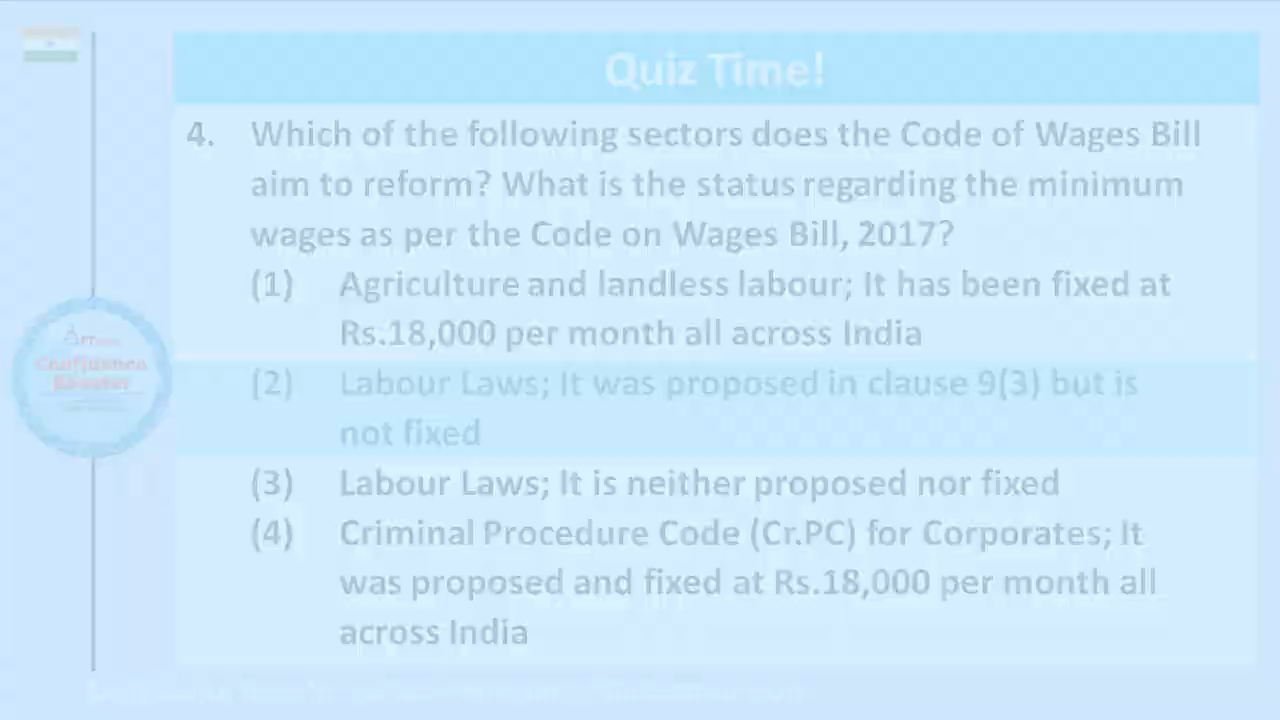 Quiz Time!
4. Which of the following sectors does the Code of Wages Bill
aim to reform? What is the status regarding the minimum
wages as per the Code on Wages Bill, 2017?
(1) Agriculture and landless labour; It has been fixed at
Rs.18,000 per month all across India
(2) Labour Laws; It was proposed in clause 9(3) but is
not fixed
(3) Labour Laws; It is neither proposed nor fixed
(4) Criminal Procedure Code (Cr.PC) for Corporates; It
was proposed and fixed at Rs.18,000 per month all
across India